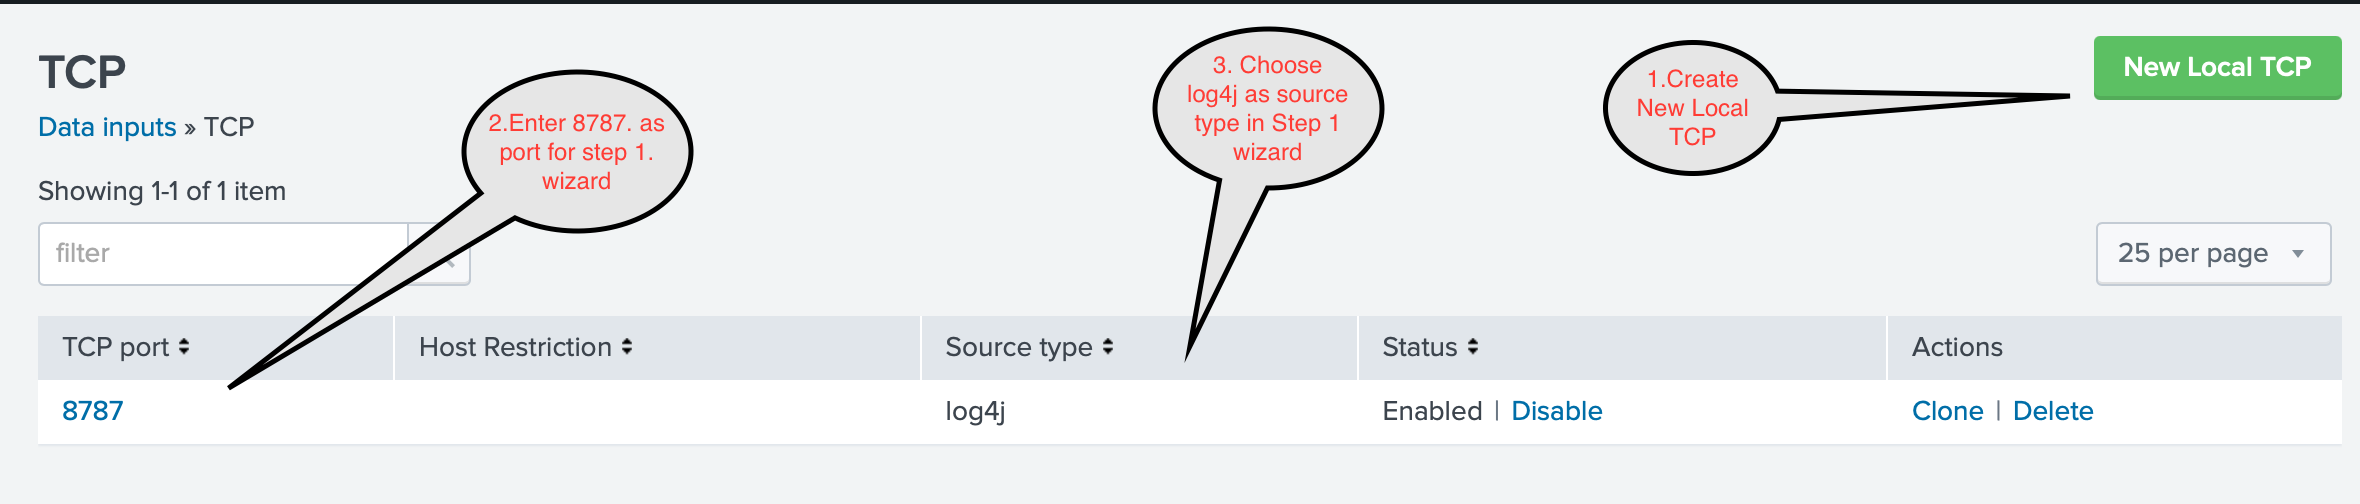 TCP
Data inputs » TCP
Showing 1-1 of 1 item
filter
2.Enter 8787. as
port for step 1.
wizard
3. Choose
log4j as source
type in Step 1
wizard
1.Create
New Local
TCP
New Local TCP
25 per page
TCP port Host Restriction Source type Status Actions
8787 log4j Enabled | Disable Clone | Delete